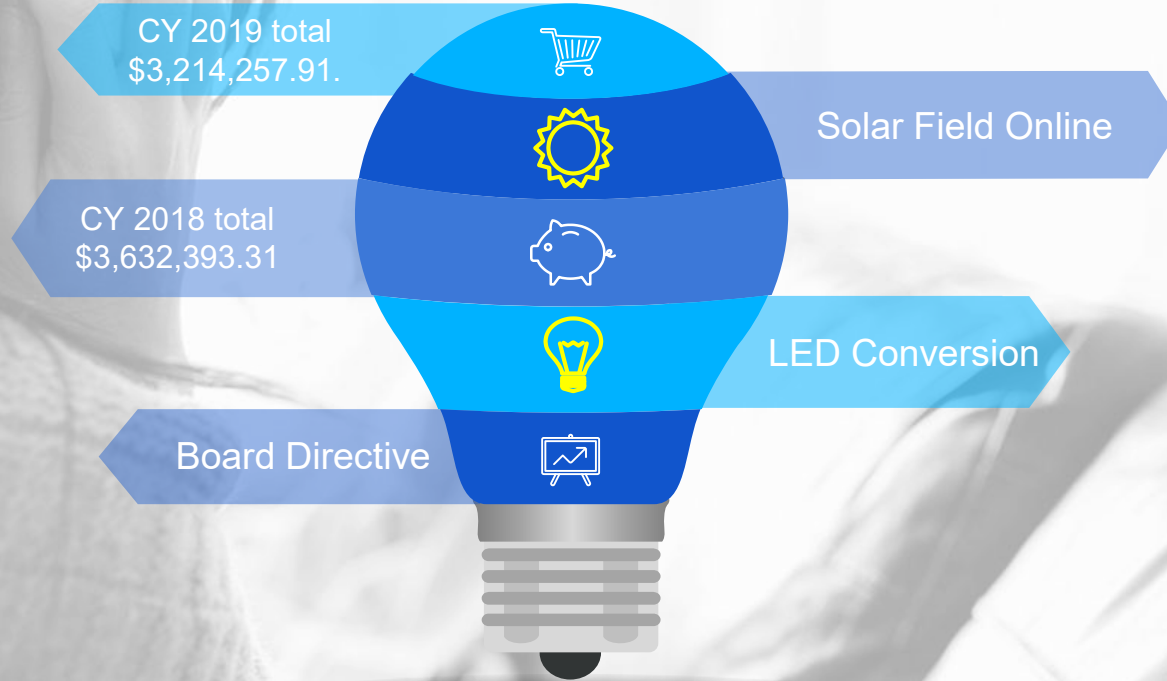 CY 2019 total
$3,214,257.91.
Solar Field Online
CY 2018 total
$3,632,393.31
LED Conversion
Board Directive